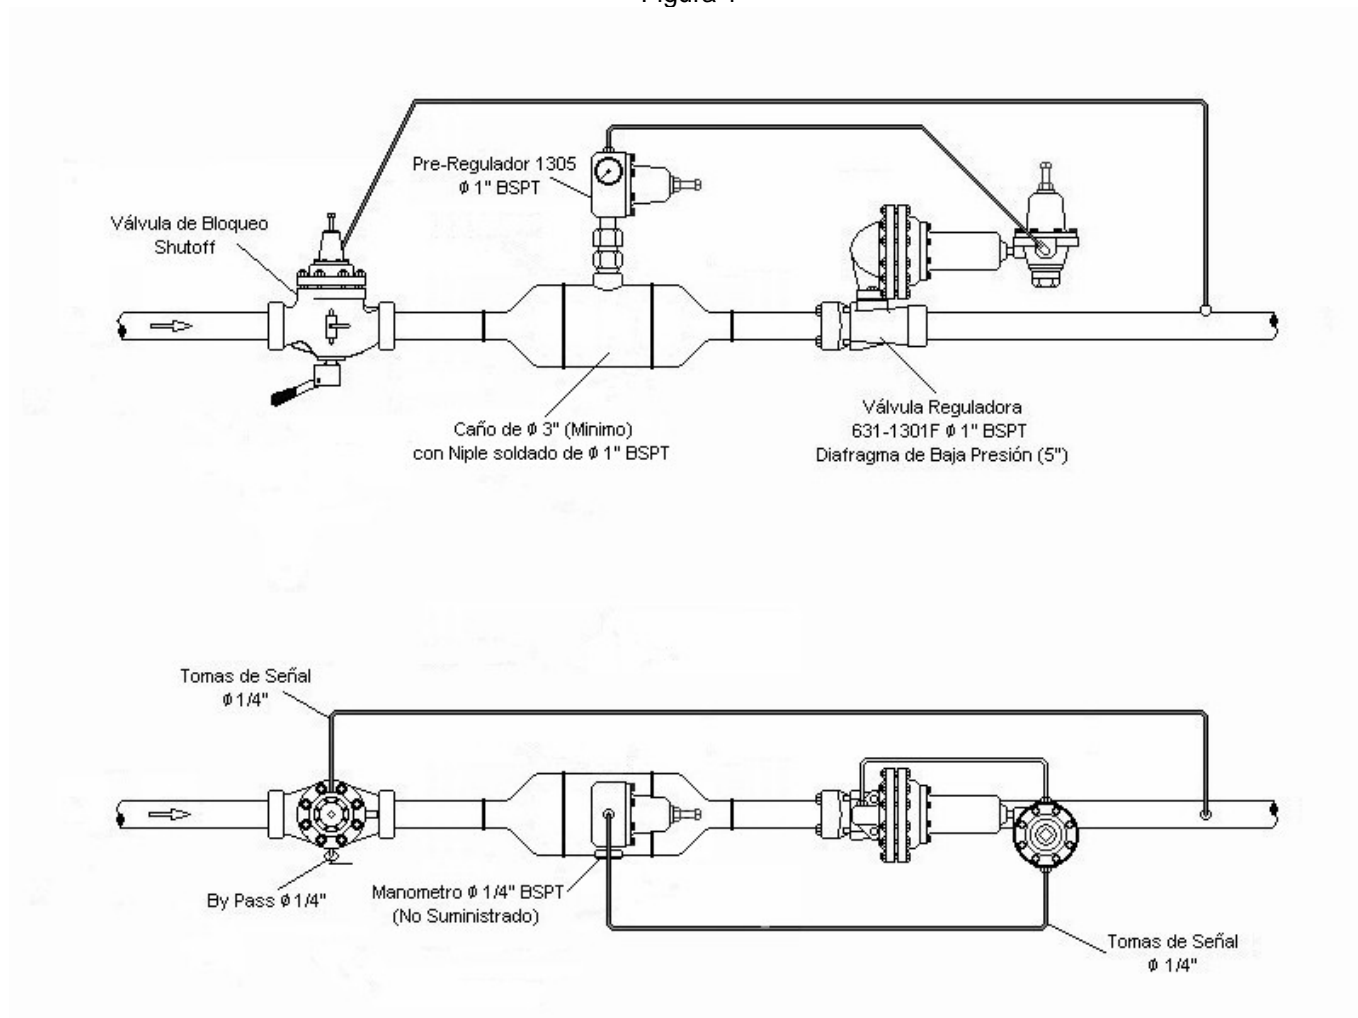 Pre-Regulador 1305
ϕ 1" BSPT
Válvula de Bloqueo
Shutoff
Caño de ϕ 3" (Minimo)
con Niple soldado de ϕ 1" BSPT
Válvula Reguladora
631-1301F ϕ 1" BSPT
Diafragma de Baja Presión (5")
Tomas de Señal
ϕ 1/4"
By Pass ϕ 1/4"
Manometro ϕ 1/4" BSPT
(No Suministrado)
Tomas de Señal
ϕ 1/4"